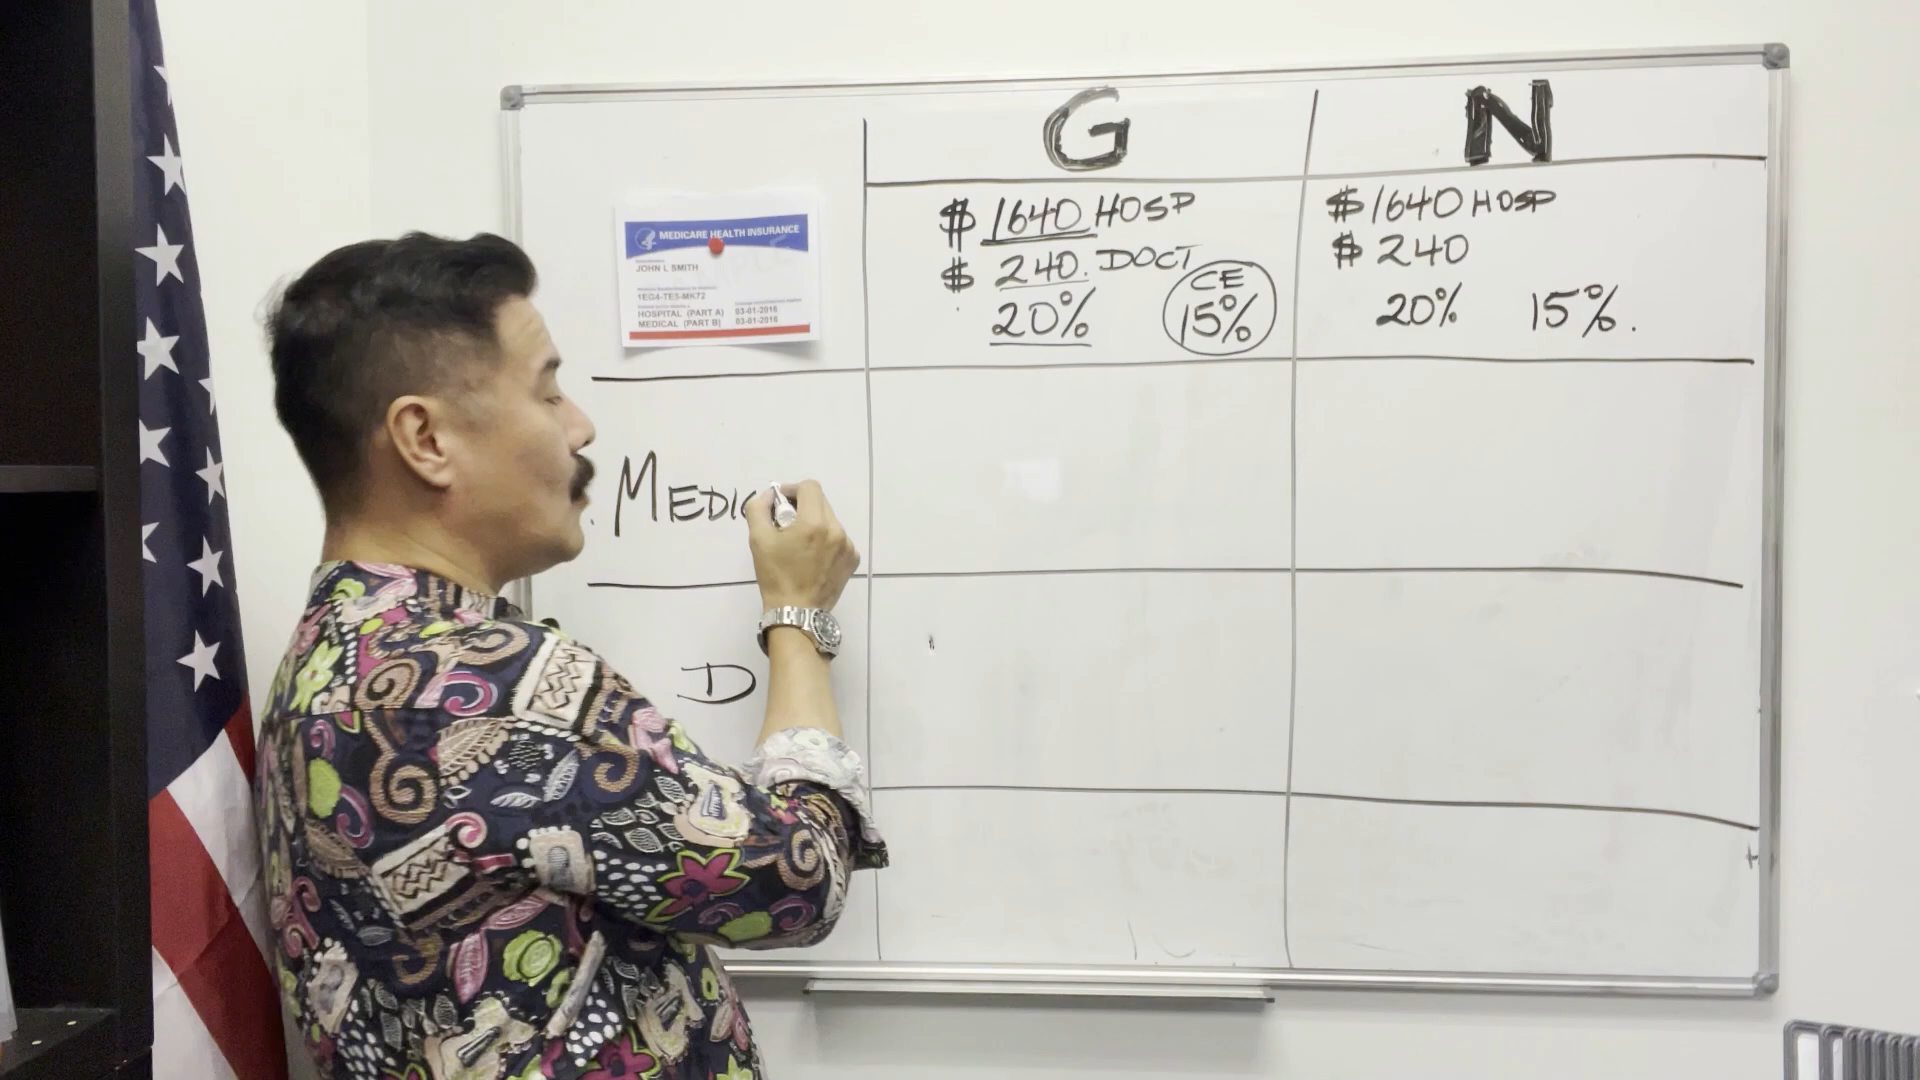 G
N
MEDICARE HEALTH INSURANCE
JOHN L SMITH
1EG4-TE5-MK72
HOSPITAL (PART A) 03-01-2016
MEDICAL (PART B) 03-01-2016
$ 1640 HOSP
$ 240. DOCT
20%
CE
15%
$1640 HOSP
$ 240
20% 15%.
MEDIC
D